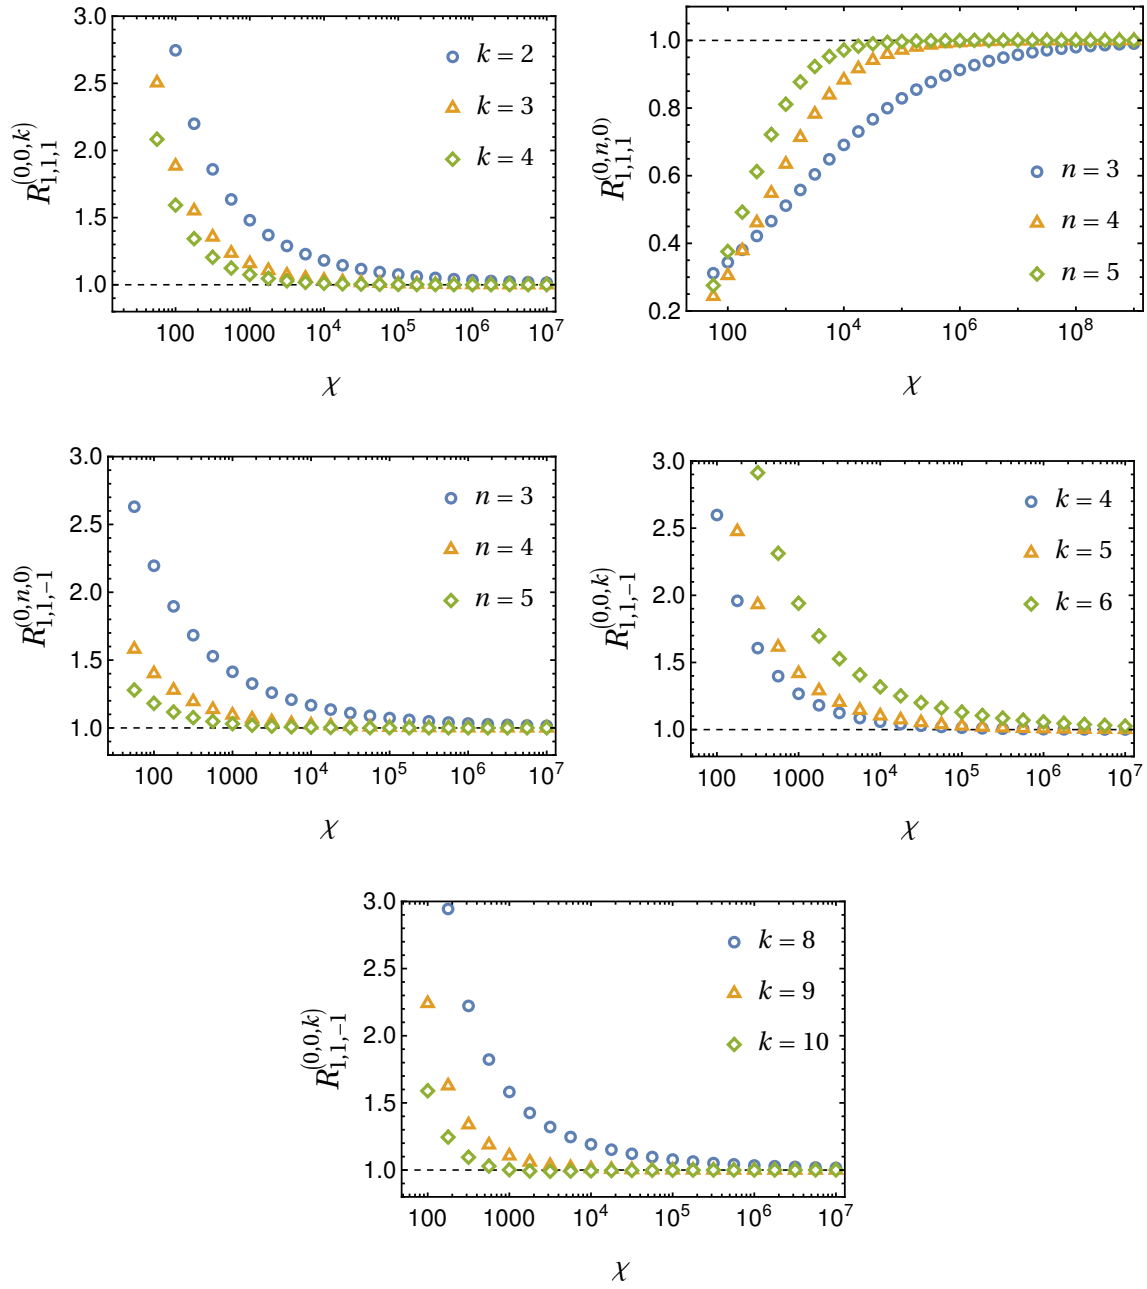 3.0
2.5
2.0
1.5
1.0
R_{1,1,1}^{(0,0,k)}
k = 2
k = 3
k = 4
100 1000 10^4 10^5 10^6 10^7
χ
1.0
0.8
0.6
0.4
0.2
R_{1,1,1}^{(0,n,0)}
n = 3
n = 4
n = 5
100 10^4 10^6 10^8
χ
3.0
2.5
2.0
1.5
1.0
R_{1,1,-1}^{(0,n,0)}
n = 3
n = 4
n = 5
100 1000 10^4 10^5 10^6 10^7
χ
3.0
2.5
2.0
1.5
1.0
R_{1,1,-1}^{(0,0,k)}
k = 4
k = 5
k = 6
100 1000 10^4 10^5 10^6 10^7
χ
3.0
2.5
2.0
1.5
1.0
R_{1,1,-1}^{(0,0,k)}
k = 8
k = 9
k = 10
100 1000 10^4 10^5 10^6 10^7
χ